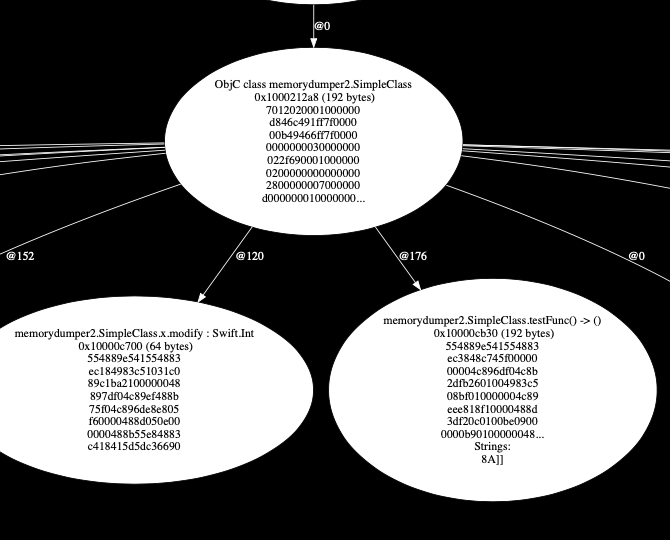 @0
ObjC class memorydumper2.SimpleClass
0x1000212a8 (192 bytes)
7012020001000000
d846c491ff7f0000
00b49466ff7f0000
0000000030000000
022f690001000000
0200000000000000
2800000007000000
d000000010000000...
@152
@120
@176
@0
memorydumper2.SimpleClass.x.modify : Swift.Int
0x10000c700 (64 bytes)
554889e541554883
ec184983c51031c0
89c1ba2100000048
897df04c89ef488b
75f04c896de8e805
f60000488d050e00
0000488b55e84883
c418415d5dc36690
memorydumper2.SimpleClass.testFunc() -> ()
0x10000cb30 (192 bytes)
554889e541554883
ec3848c745f00000
00004c896df04c8b
2dfb2601004983c5
08bf010000004c89
eee818f10000488d
3df20c0100be0900
0000b90100000048...
Strings:
8A]]